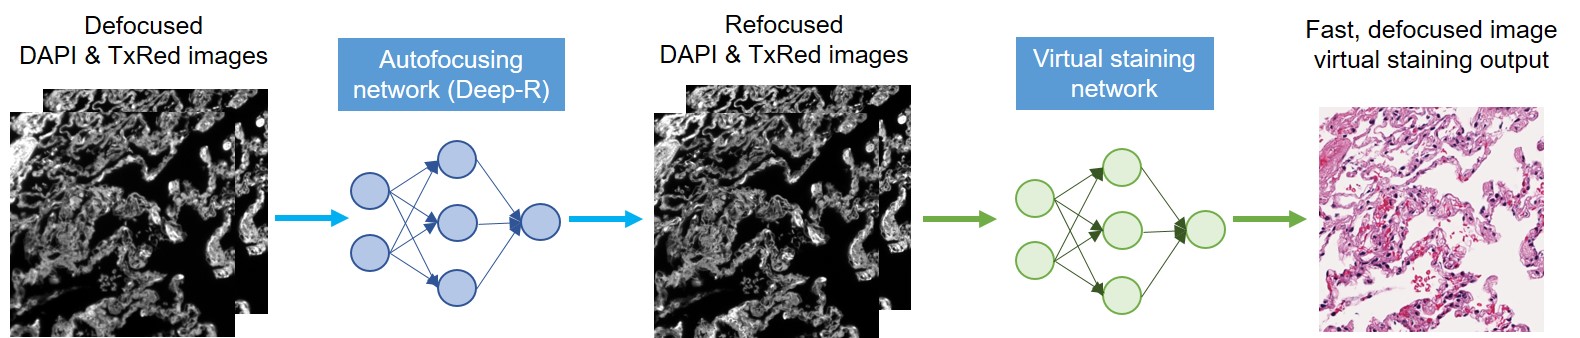 Defocused
DAPI & TxRed images
Autofocusing
network (Deep-R)
Refocused
DAPI & TxRed images
Virtual staining
network
Fast, defocused image
virtual staining output